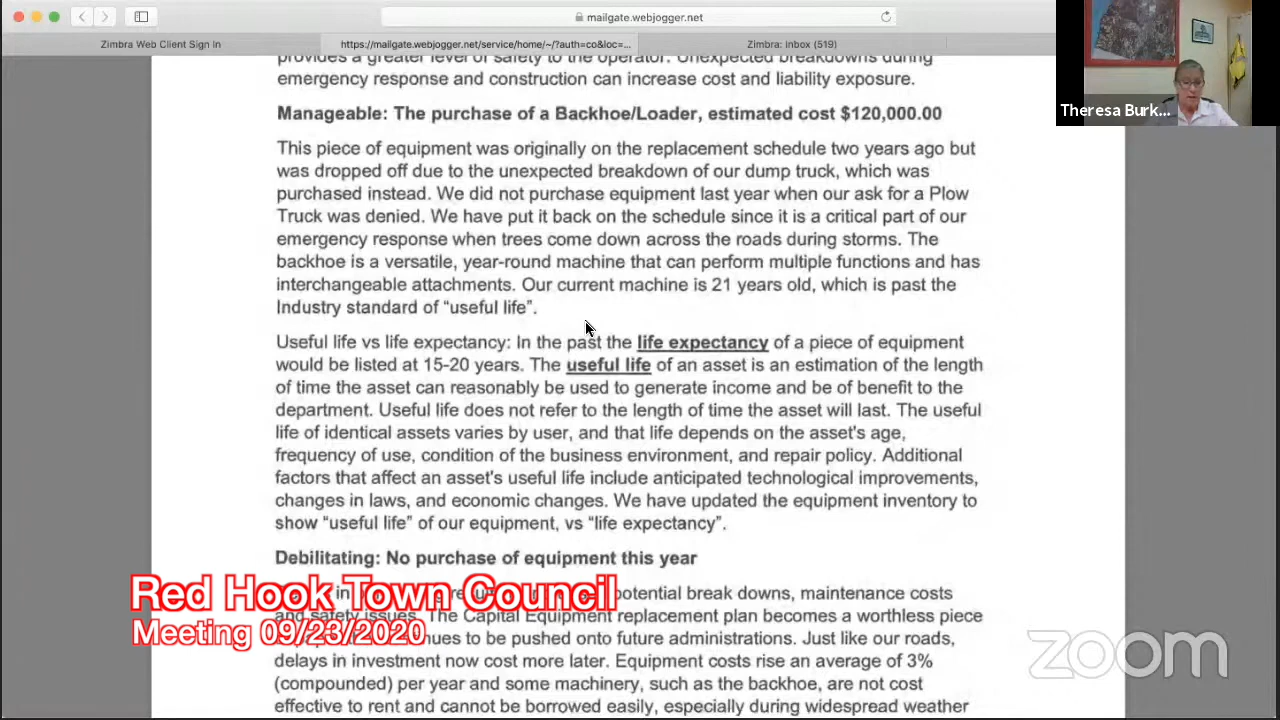 mailgate.webjogger.net
Zimbra Web Client Sign In
https://mailgate.webjogger.net/service/home/~/?auth=co&loc=...
Zimbra: Inbox (519)
provides a greater level of safety to the operator. Unexpected breakdowns during
emergency response and construction can increase cost and liability exposure.
Theresa Burk...
Manageable: The purchase of a Backhoe/Loader, estimated cost $120,000.00
This piece of equipment was originally on the replacement schedule two years ago but
was dropped off due to the unexpected breakdown of our dump truck, which was
purchased instead. We did not purchase equipment last year when our ask for a Plow
Truck was denied. We have put it back on the schedule since it is a critical part of our
emergency response when trees come down across the roads during storms. The
backhoe is a versatile, year-round machine that can perform multiple functions and has
interchangeable attachments. Our current machine is 21 years old, which is past the
Industry standard of “useful life”.
Useful life vs life expectancy: In the past the life expectancy of a piece of equipment
would be listed at 15-20 years. The useful life of an asset is an estimation of the length
of time the asset can reasonably be used to generate income and be of benefit to the
department. Useful life does not refer to the length of time the asset will last. The useful
life of identical assets varies by user, and that life depends on the asset's age,
frequency of use, condition of the business environment, and repair policy. Additional
factors that affect an asset's useful life include anticipated technological improvements,
changes in laws, and economic changes. We have updated the equipment inventory to
show “useful life” of our equipment, vs “life expectancy”.
Debilitating: No purchase of equipment this year
potential break downs, maintenance costs
and safety issues. The Capital Equipment replacement plan becomes a worthless piece
to be pushed onto future administrations. Just like our roads,
delays in investment now cost more later. Equipment costs rise an average of 3%
(compounded) per year and some machinery, such as the backhoe, are not cost
effective to rent and cannot be borrowed easily, especially during widespread weather
Red Hook Town Council
Meeting 09/23/2020
zoom